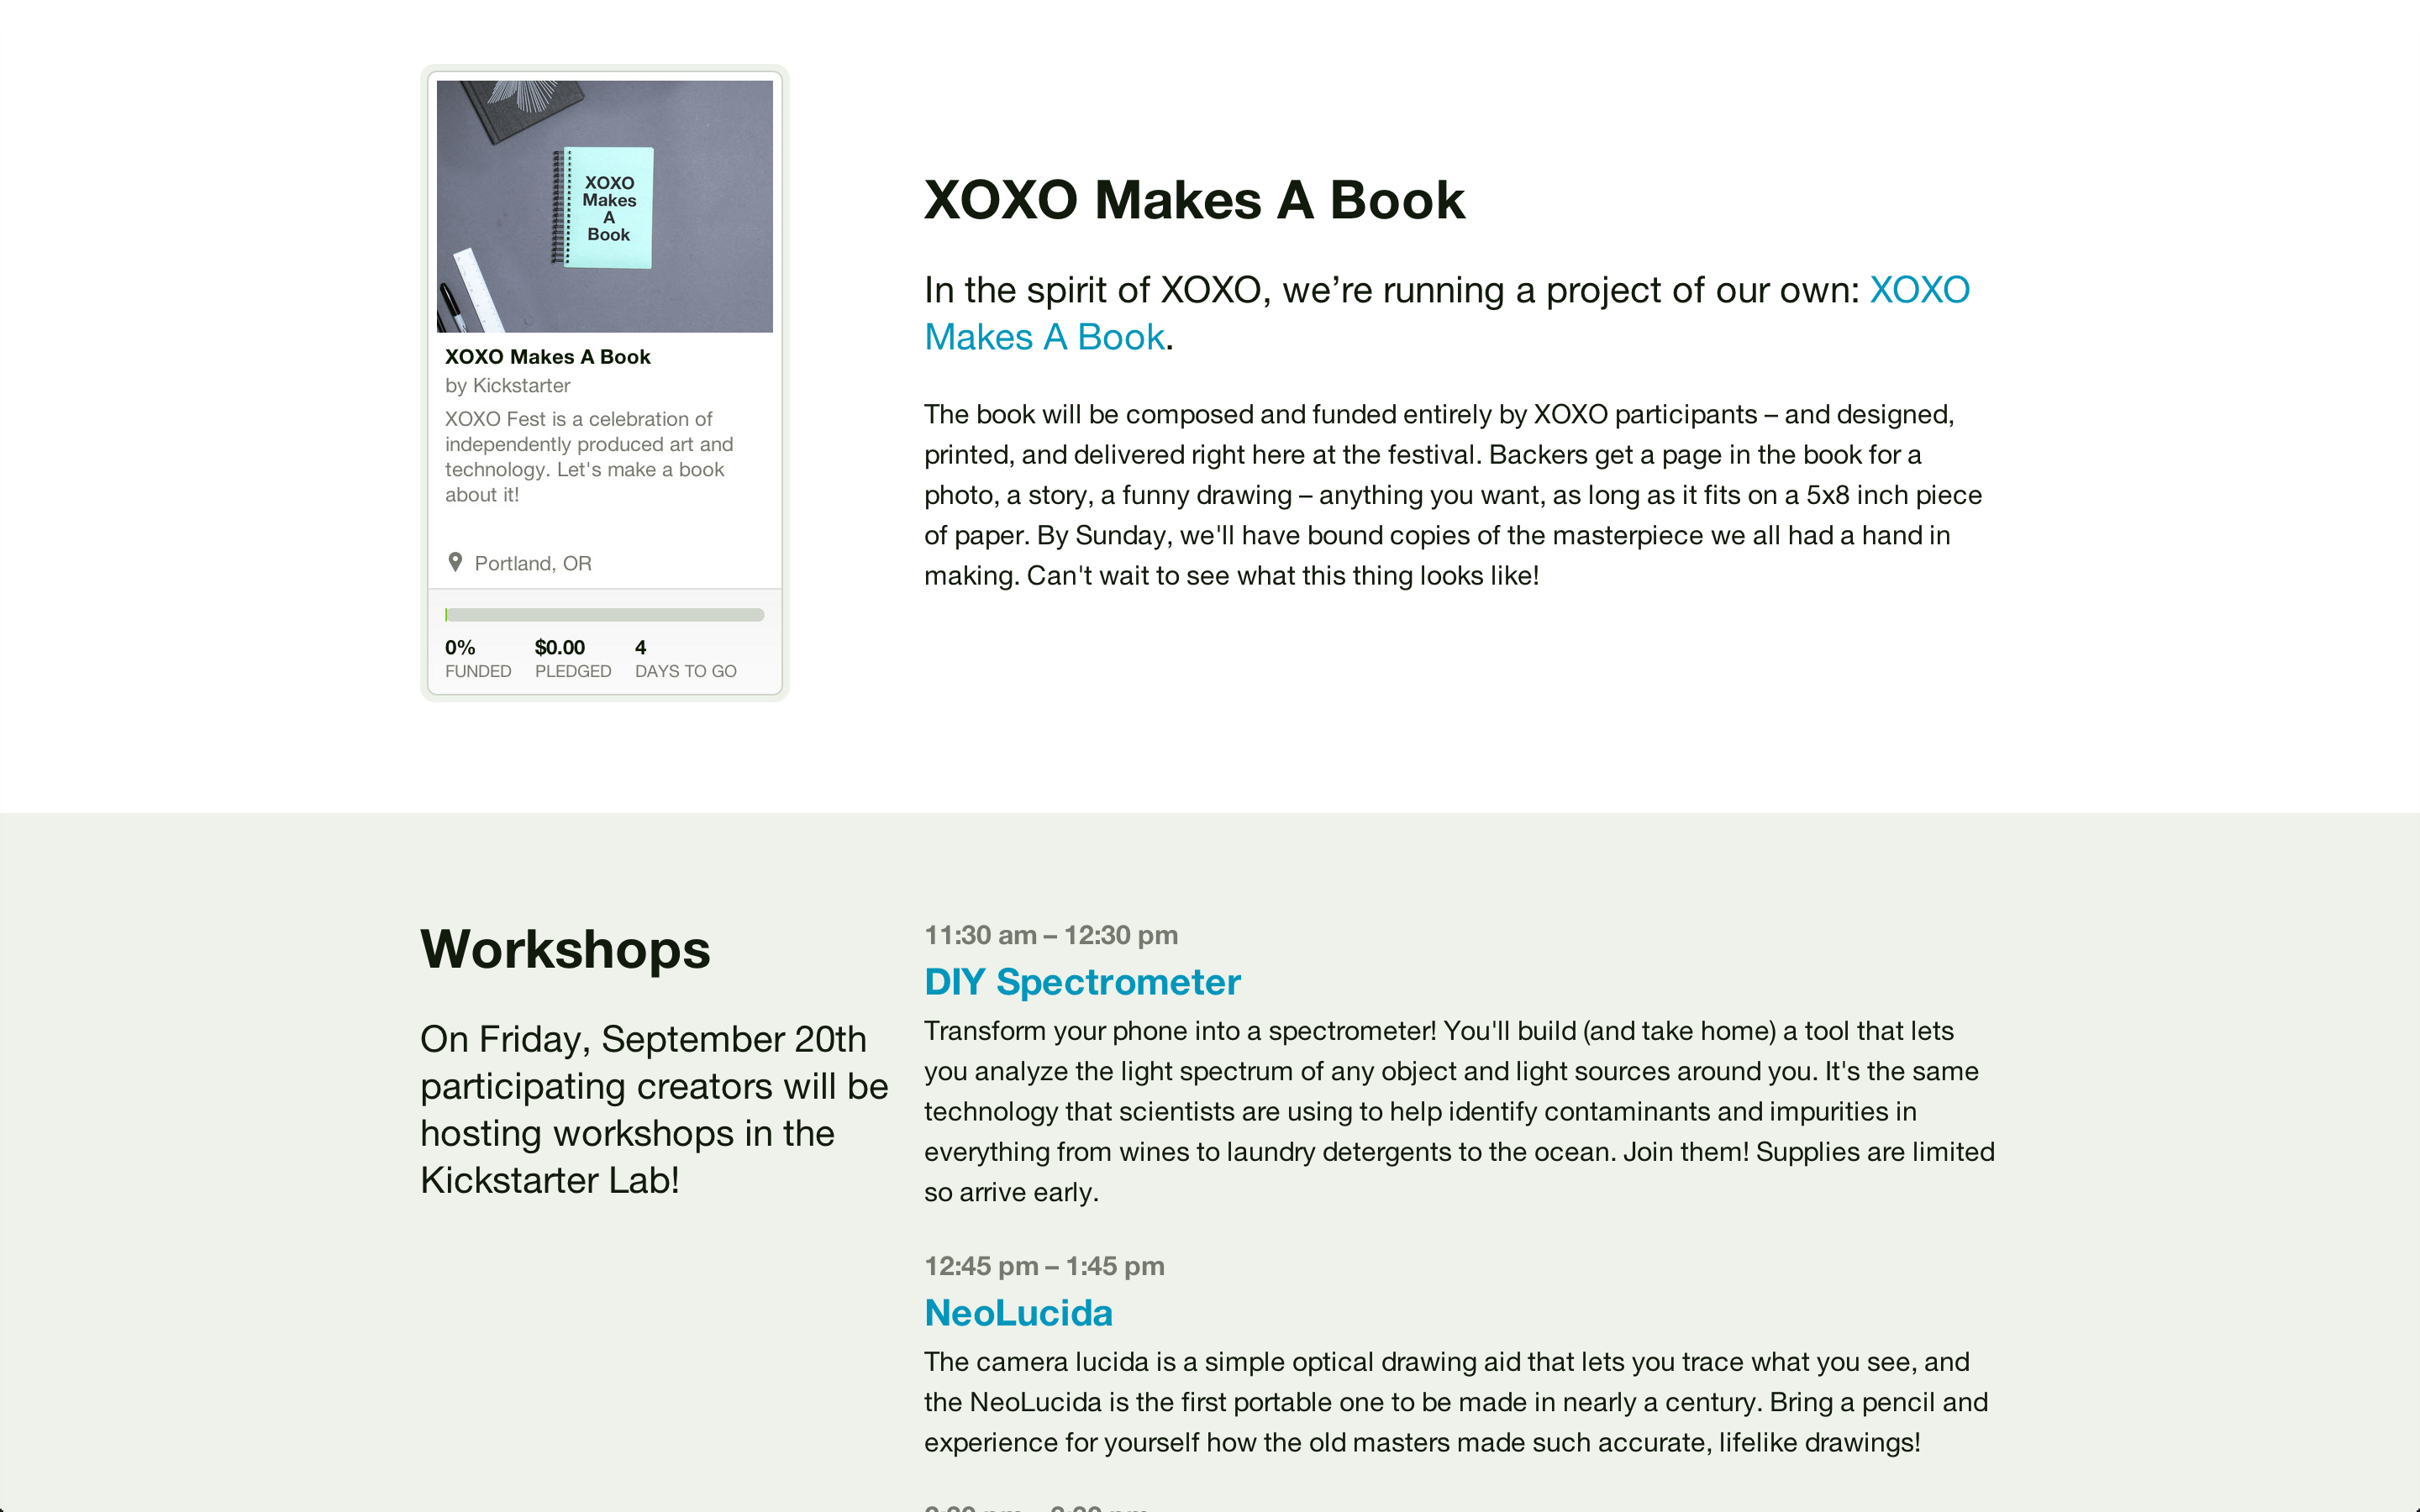 XOXO
Makes
A
Book
XOXO Makes A Book
by Kickstarter
XOXO Fest is a celebration of
independently produced art and
technology. Let's make a book
about it!
Portland, OR
0%
FUNDED
$0.00
PLEDGED
4
DAYS TO GO
XOXO Makes A Book
In the spirit of XOXO, we’re running a project of our own: XOXO
Makes A Book.
The book will be composed and funded entirely by XOXO participants – and designed,
printed, and delivered right here at the festival. Backers get a page in the book for a
photo, a story, a funny drawing – anything you want, as long as it fits on a 5x8 inch piece
of paper. By Sunday, we'll have bound copies of the masterpiece we all had a hand in
making. Can't wait to see what this thing looks like!
Workshops
On Friday, September 20th
participating creators will be
hosting workshops in the
Kickstarter Lab!
11:30 am – 12:30 pm
DIY Spectrometer
Transform your phone into a spectrometer! You'll build (and take home) a tool that lets
you analyze the light spectrum of any object and light sources around you. It's the same
technology that scientists are using to help identify contaminants and impurities in
everything from wines to laundry detergents to the ocean. Join them! Supplies are limited
so arrive early.
12:45 pm – 1:45 pm
NeoLucida
The camera lucida is a simple optical drawing aid that lets you trace what you see, and
the NeoLucida is the first portable one to be made in nearly a century. Bring a pencil and
experience for yourself how the old masters made such accurate, lifelike drawings!